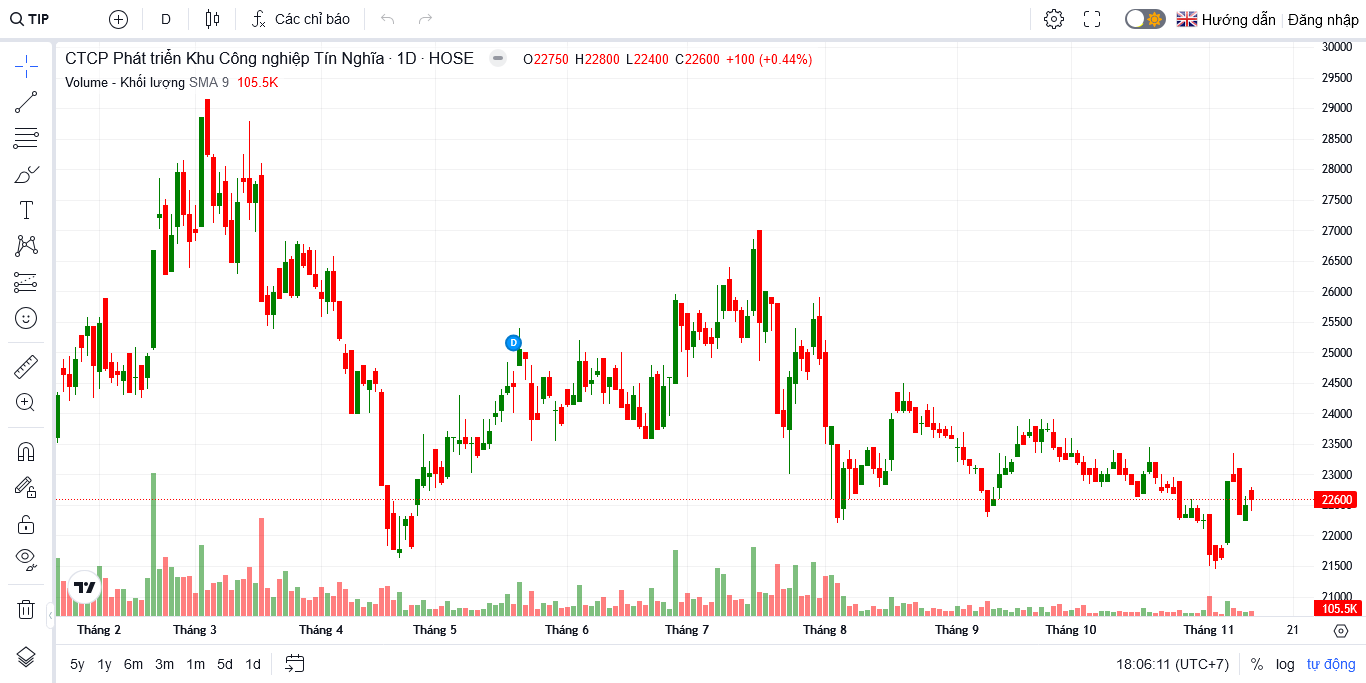 TIP D Các chỉ báo Hướng dẫn Đăng nhập
CTCP Phát triển Khu Công nghiệp Tín Nghĩa · 1D · HOSE O22750 H22800 L22400 C22600 +100 (+0.44%)
Volume - Khối lượng SMA 9 105.5K
30000
29500
29000
28500
28000
27500
27000
26500
26000
25500
25000
24500
24000
23500
23000
22600
22000
21500
21000
105.5K
D
Tháng 2 Tháng 3 Tháng 4 Tháng 5 Tháng 6 Tháng 7 Tháng 8 Tháng 9 Tháng 10 Tháng 11 21
5y 1y 6m 3m 1m 5d 1d 18:06:11 (UTC+7) % log tự động